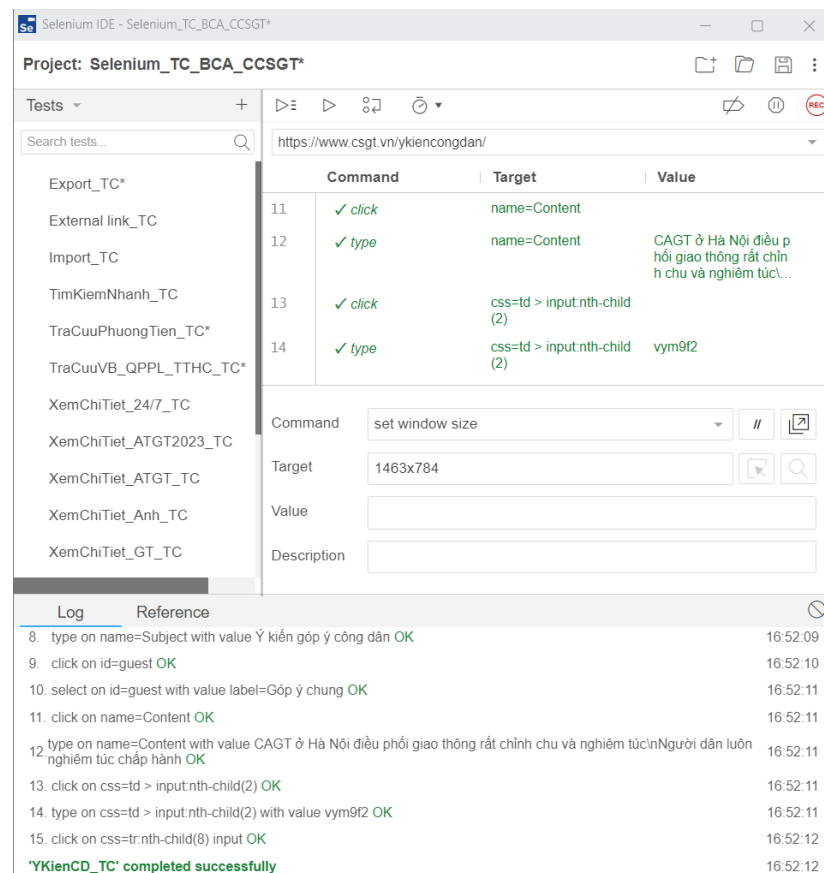 Selenium IDE - Selenium_TC_BCA_CCSGT*
Project: Selenium_TC_BCA_CCSGT*
Tests
Search tests...
Export_TC*
External link_TC
Import_TC
TimKiemNhanh_TC
TraCuuPhuongTien_TC*
TraCuuVB_QPPL_TTHC_TC*
XemChiTiet_24/7_TC
XemChiTiet_ATGT2023_TC
XemChiTiet_ATGT_TC
XemChiTiet_Anh_TC
XemChiTiet_GT_TC
REC
https://www.csgt.vn/ykiencongdan/
Command Target Value
11 ✓ click name=Content
12 ✓ type name=Content CAGT ở Hà Nội điều p
hối giao thông rất chỉn
h chu và nghiêm túc\...
13 ✓ click css=td > input:nth-child
(2)
14 ✓ type css=td > input:nth-child vym9f2
(2)
Command set window size //
Target 1463x784
Value
Description
Log Reference
8. type on name=Subject with value Ý kiến góp ý công dân OK 16:52:09
9. click on id=guest OK 16:52:10
10. select on id=guest with value label=Góp ý chung OK 16:52:11
11. click on name=Content OK 16:52:11
12. type on name=Content with value CAGT ở Hà Nội điều phối giao thông rất chỉnh chu và nghiêm túc\nNgười dân luôn 16:52:11
nghiêm túc chấp hành OK
13. click on css=td > input:nth-child(2) OK 16:52:11
14. type on css=td > input:nth-child(2) with value vym9f2 OK 16:52:11
15. click on css=tr:nth-child(8) input OK 16:52:12
'YKienCD_TC' completed successfully 16:52:12